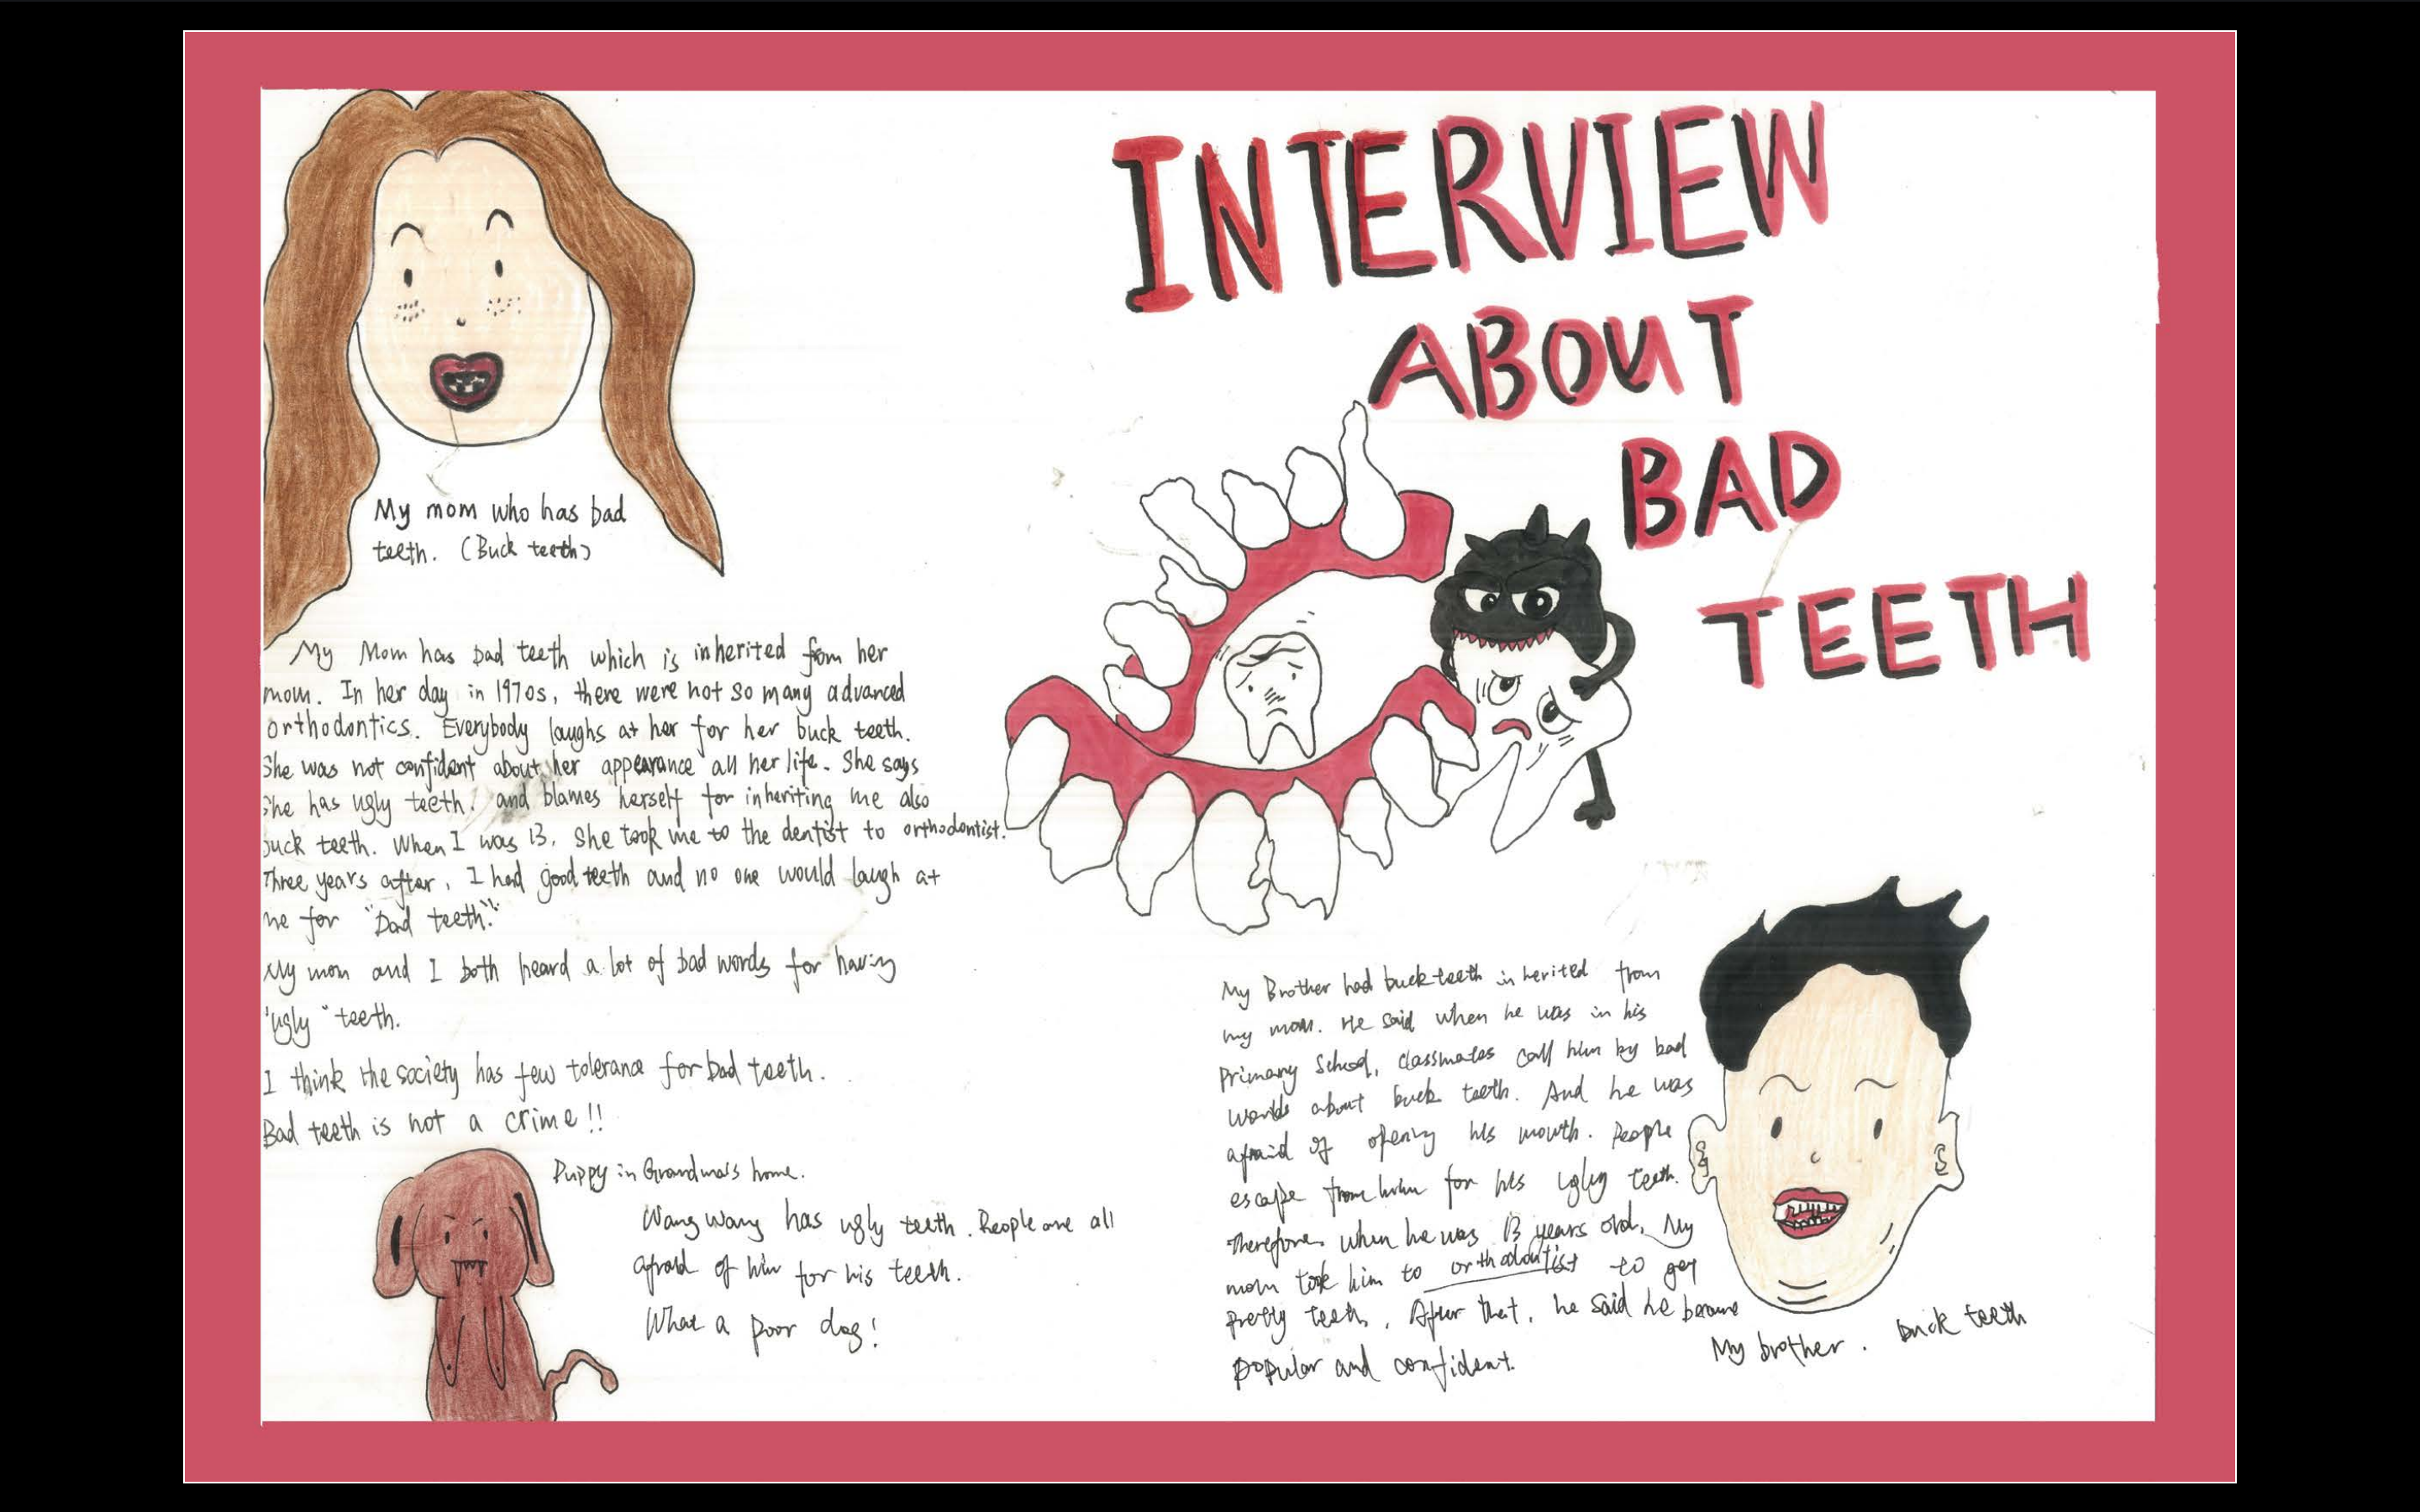 INTERVIEW
ABOUT
BAD
TEETH
My mom who has bad
teeth. (Buck teeth)
My Mom has bad teeth which is inherited from her
mom. In her day in 1970s, there were not so many advanced
orthodontics. Everybody laughs at her for her buck teeth.
She was not confident about her appearance all her life. She says
She has ugly teeth. and blames herself for inheriting me also
buck teeth. When I was 13, She took me to the dentist to orthodontist.
Three years after, I had good teeth and no one would laugh at
me for "bad teeth".
My mom and I both heard a lot of bad words for having
"ugly" teeth.
I think the society has few tolerance for bad teeth.
Bad teeth is not a crime!!
Puppy in Grandma's home.
Wang Wang has ugly teeth. People are all
afraid of him for his teeth.
What a poor dog!
My Brother had buck teeth inherited from
my mom. He said when he was in his
Primary School, classmates call him by bad
words about buck teeth. And he was
afraid of opening his mouth. People
escape from him for his ugly teeth.
Therefore, when he was 13 years old, My
mom took him to orthodontist to get
pretty teeth. After that, he said he became
popular and confident.
My brother. buck teeth